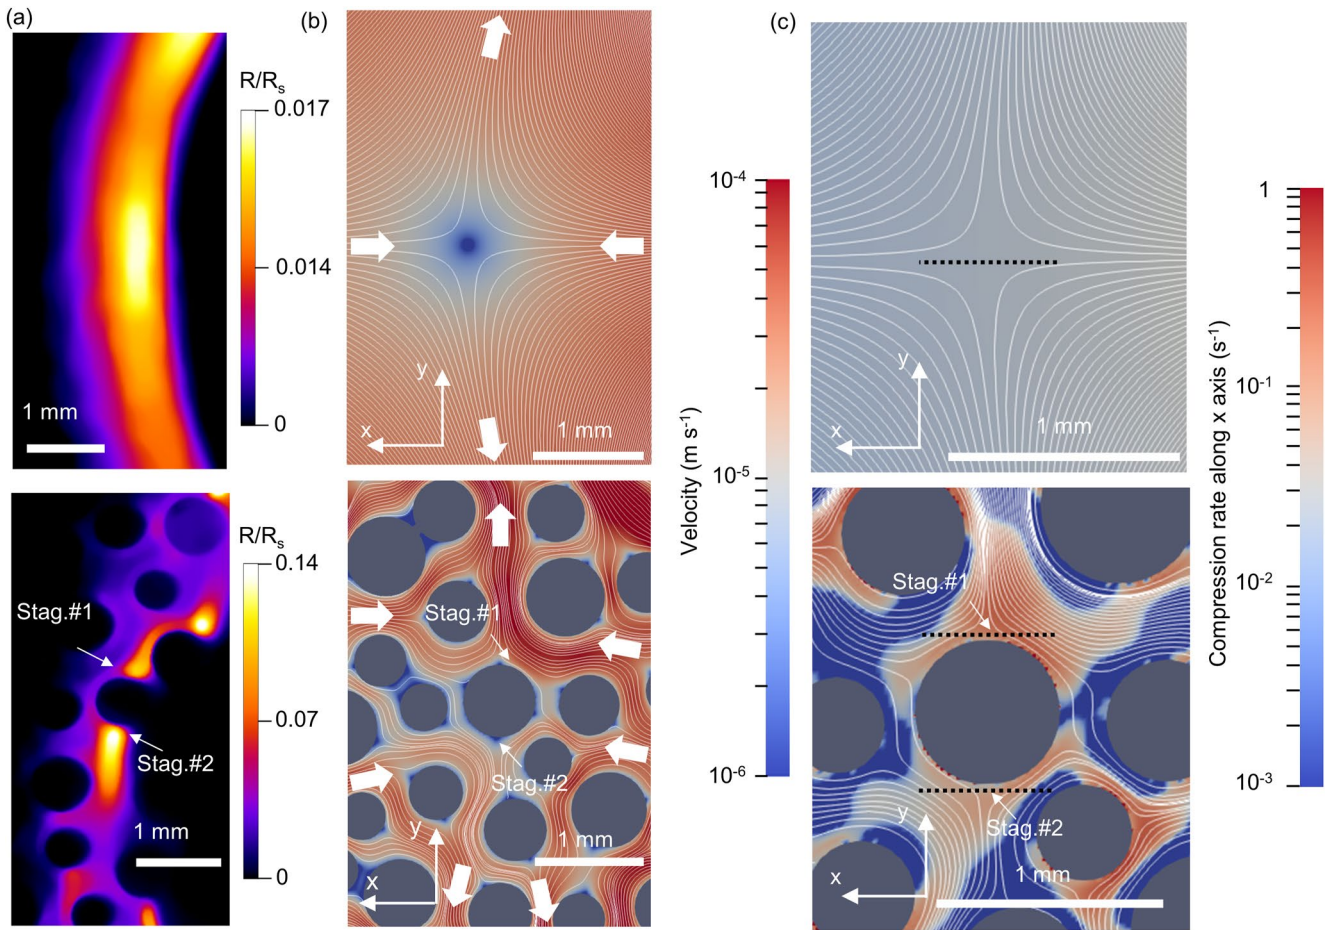 (a)
R/Rs
0.017
0.014
0
1 mm
(b)
y
x
1 mm
(c)
y
x
1 mm
R/Rs
0.14
0.07
0
Stag.#1
Stag.#2
1 mm
Stag.#1
Stag.#2
y
x
1 mm
10-4
10-5
10-6
Velocity (m s-1)
Stag.#1
Stag.#2
y
x
1 mm
1
10-1
10-2
10-3
Compression rate along x axis (s-1)